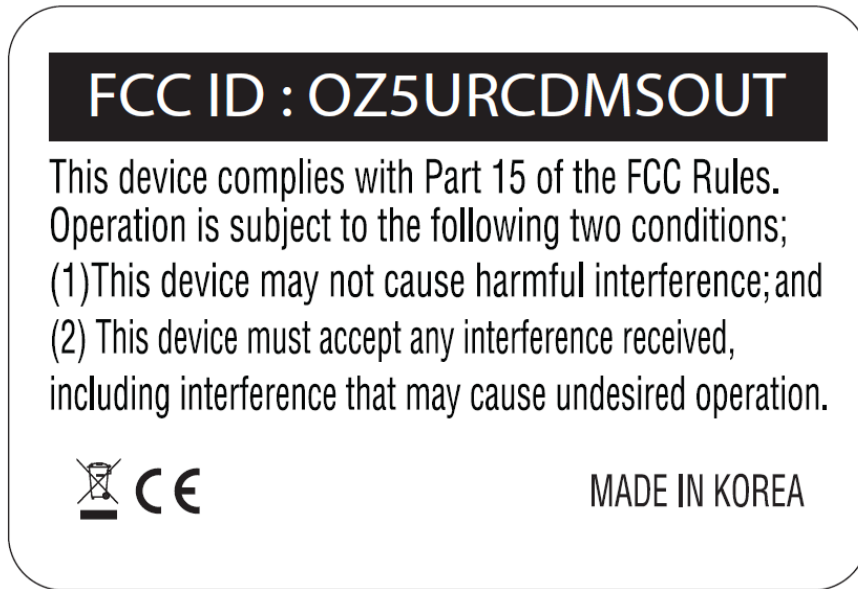 FCC ID : OZ5URCDMSOUT
This device complies with Part 15 of the FCC Rules.
Operation is subject to the following two conditions;
(1)This device may not cause harmful interference; and
(2) This device must accept any interference received,
including interference that may cause undesired operation.
CE MADE IN KOREA